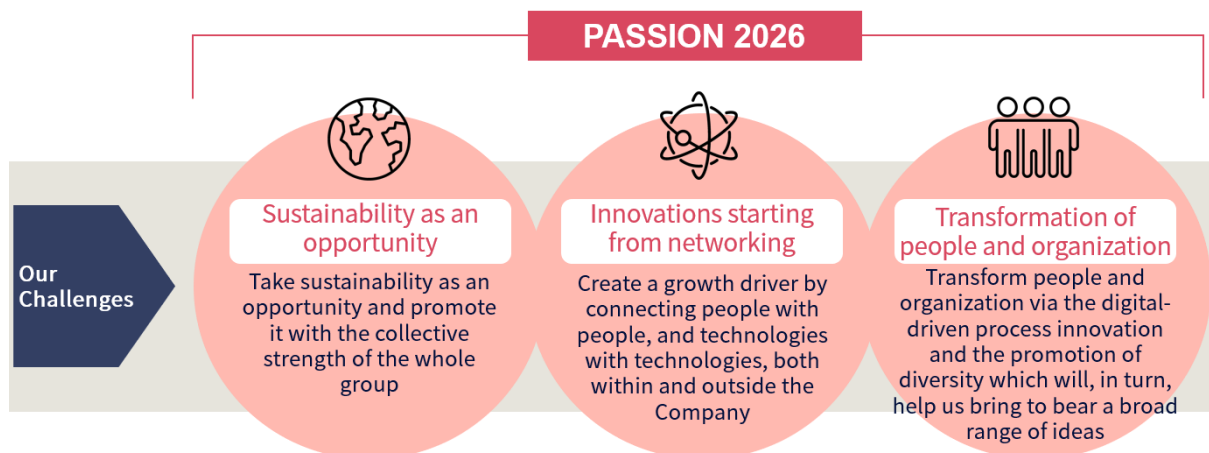 PASSION 2026
Our
Challenges
Sustainability as an
opportunity
Take sustainability as an
opportunity and promote
it with the collective
strength of the whole
group
Innovations starting
from networking
Create a growth driver by
connecting people with
people, and technologies
with technologies, both
within and outside the
Company
Transformation of
people and organization
Transform people and
organization via the digital-
driven process innovation
and the promotion of
diversity which will, in turn,
help us bring to bear a broad
range of ideas